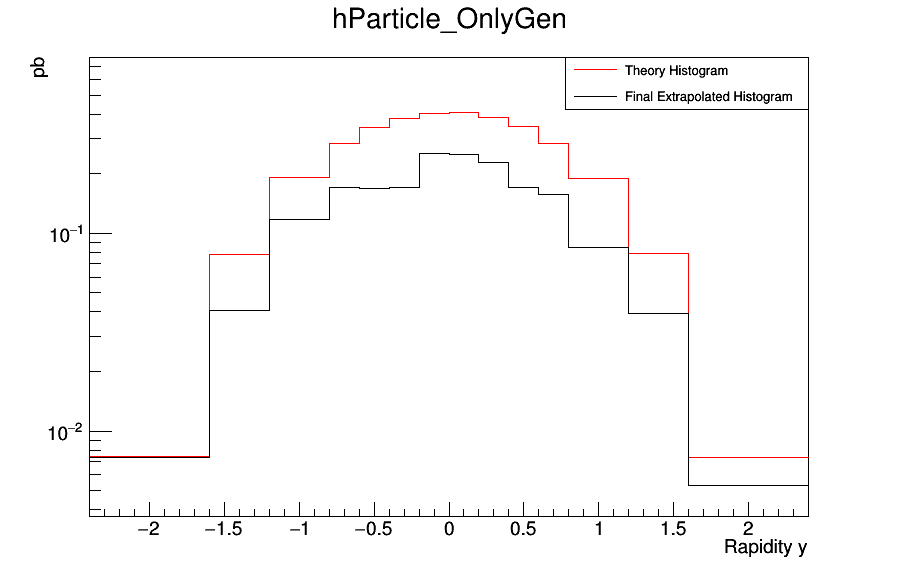 hParticle_OnlyGen
pb
Theory Histogram
Final Extrapolated Histogram
10⁻¹
10⁻²
−2 −1.5 −1 −0.5 0 0.5 1 1.5 2
Rapidity y